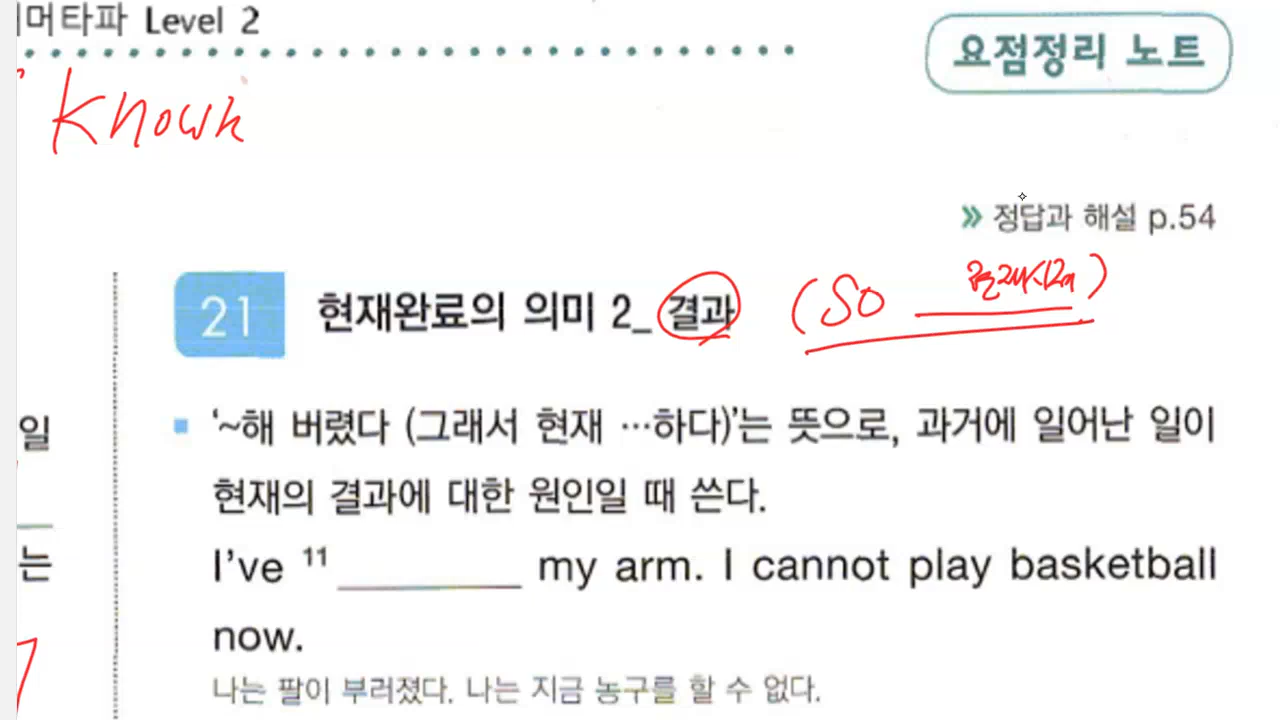 머타파 Level 2
요점정리 노트
known
» 정답과 해설 p.54
21 현재완료의 의미 2_ 결과 (so 현재시제)
일
'~해 버렸다 (그래서 현재 …하다)'는 뜻으로, 과거에 일어난 일이
현재의 결과에 대한 원인일 때 쓴다.
는
I've 11 ________ my arm. I cannot play basketball
now.
나는 팔이 부러졌다. 나는 지금 농구를 할 수 없다.